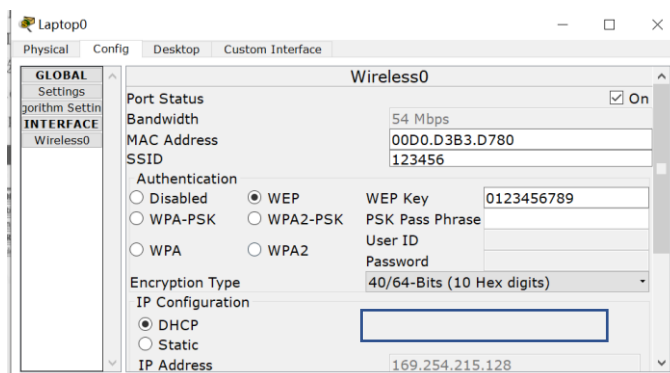 Laptop0
Physical Config Desktop Custom Interface
GLOBAL
Settings
gorithm Settin
INTERFACE
Wireless0
Wireless0
Port Status On
Bandwidth 54 Mbps
MAC Address 00D0.D3B3.D780
SSID 123456
Authentication
Disabled WEP WEP Key 0123456789
WPA-PSK WPA2-PSK PSK Pass Phrase
User ID
WPA WPA2
Password
Encryption Type 40/64-Bits (10 Hex digits)
IP Configuration
DHCP
Static
IP Address 169.254.215.128